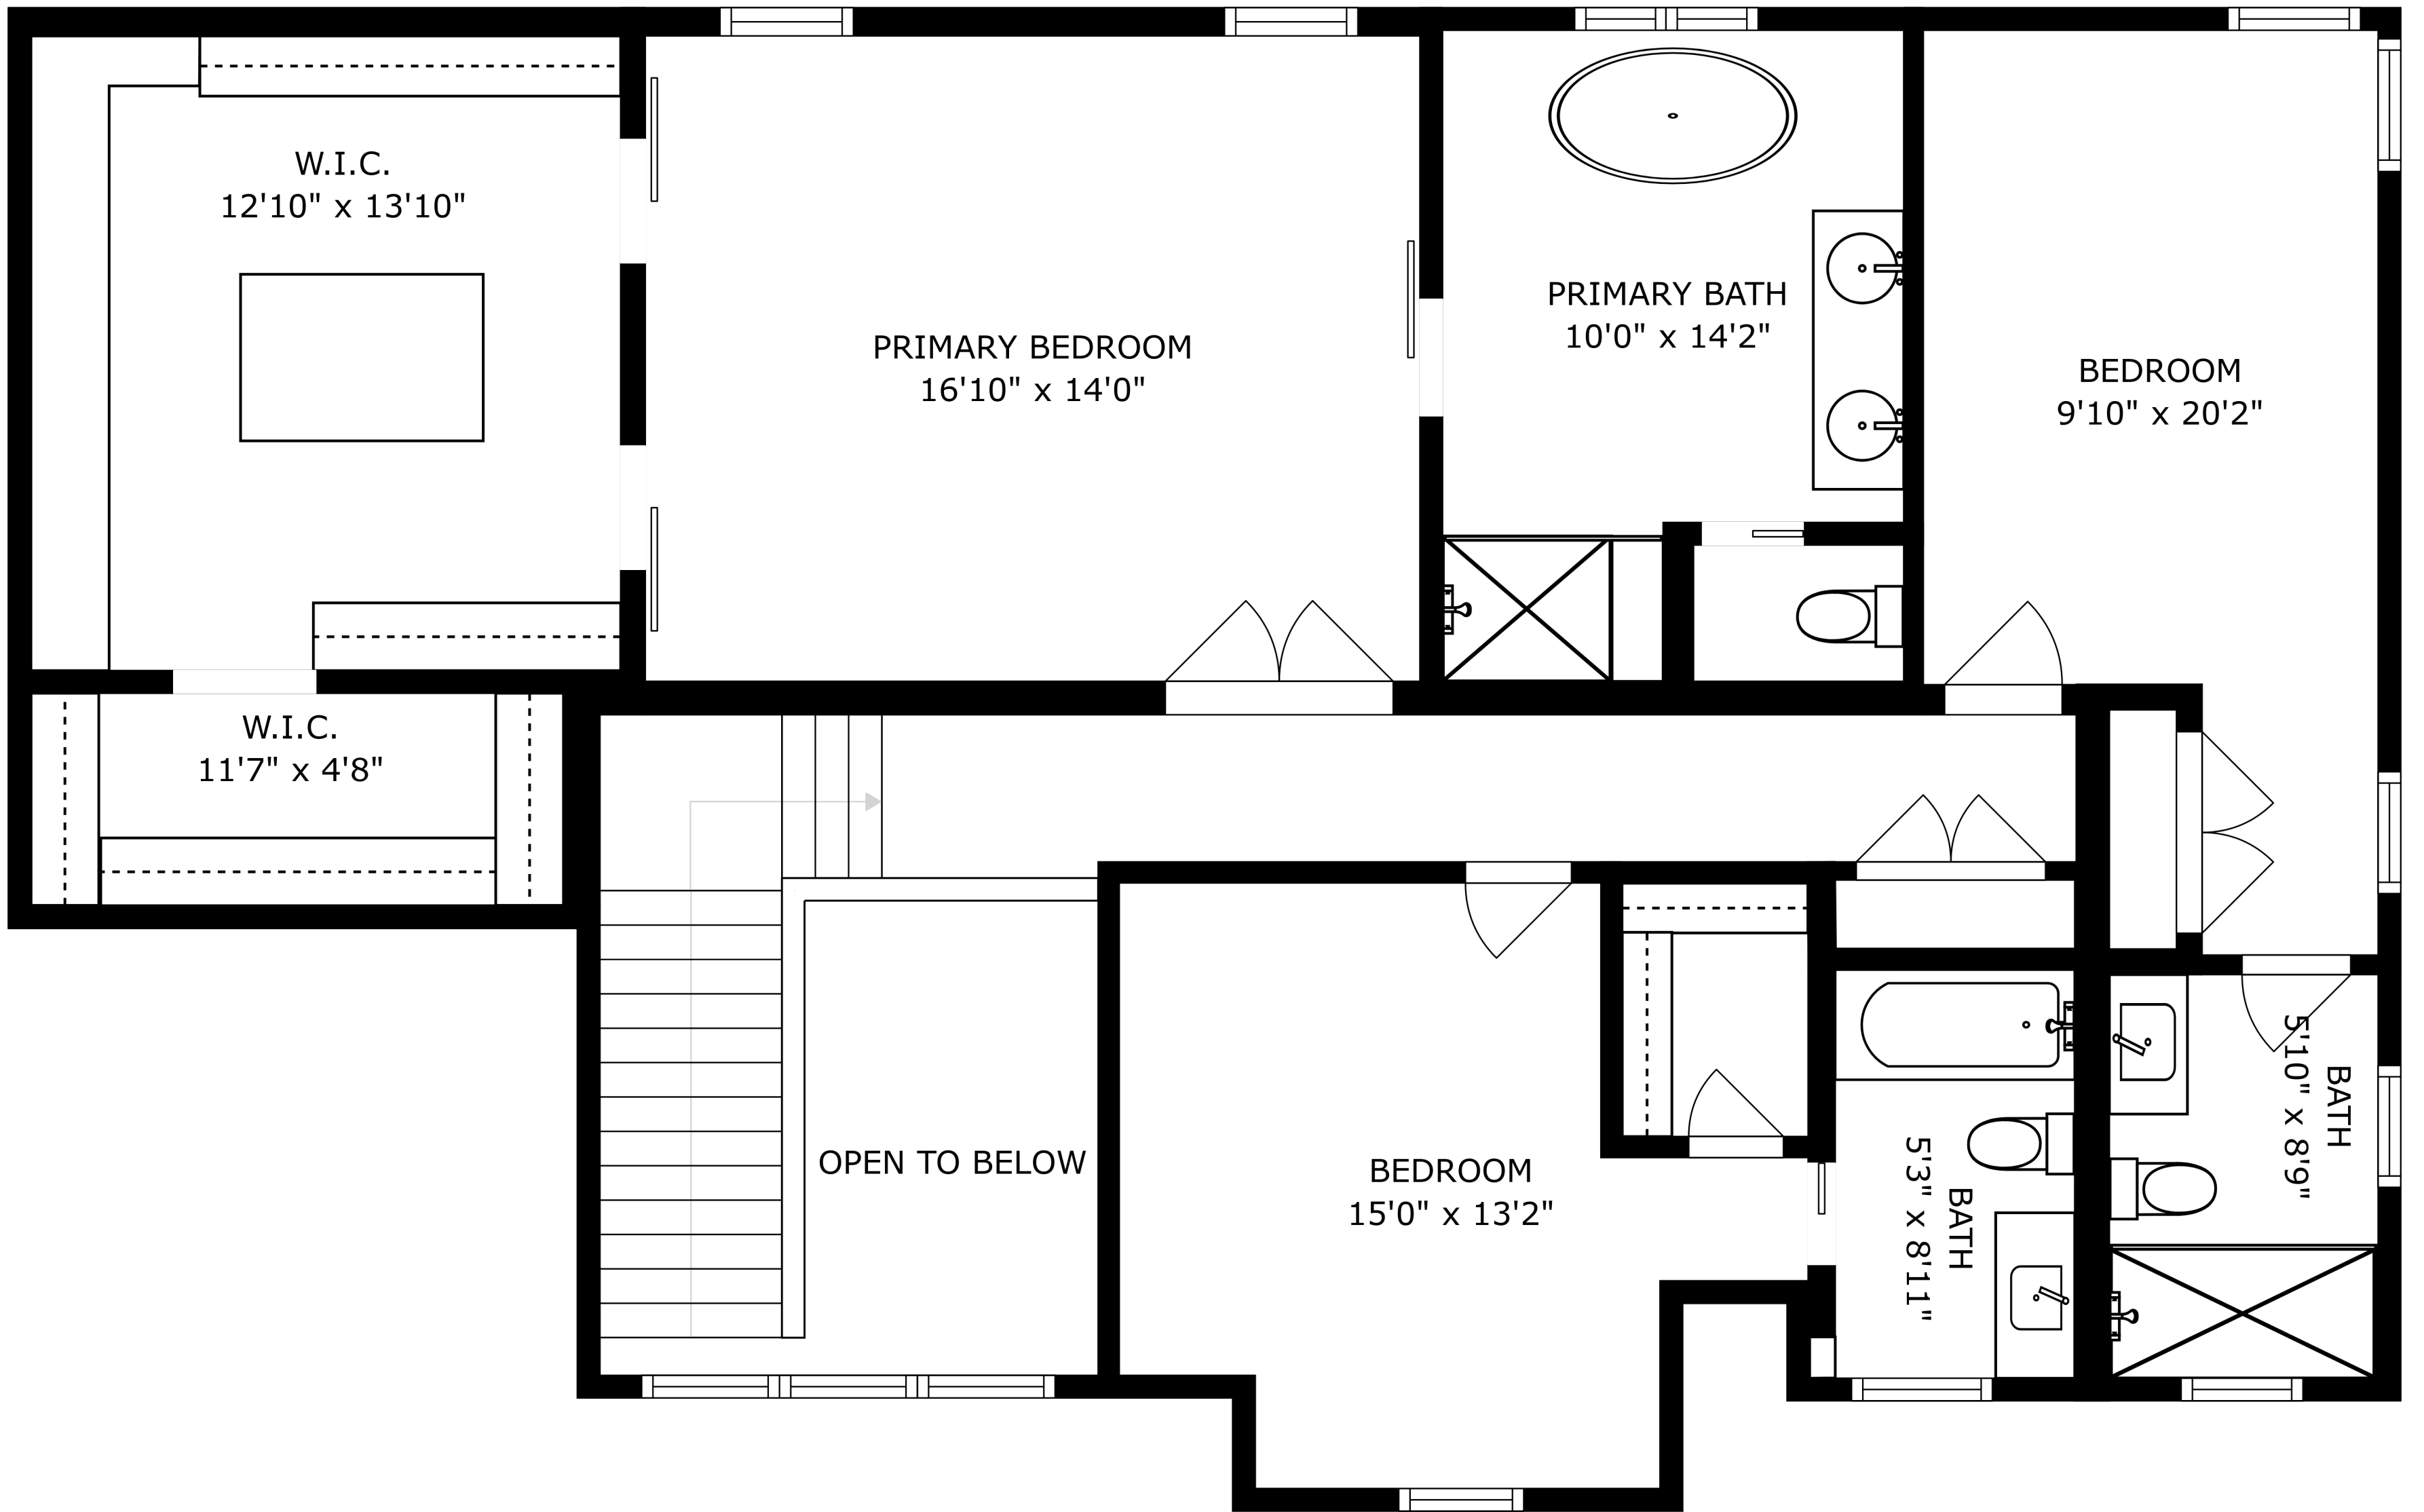 W.I.C.
12'10" x 13'10"
PRIMARY BEDROOM
16'10" x 14'0"
PRIMARY BATH
10'0" x 14'2"
BEDROOM
9'10" x 20'2"
W.I.C.
11'7" x 4'8"
OPEN TO BELOW
BEDROOM
15'0" x 13'2"
BATH
5'3" x 8'11"
BATH
5'10" x 8'9"